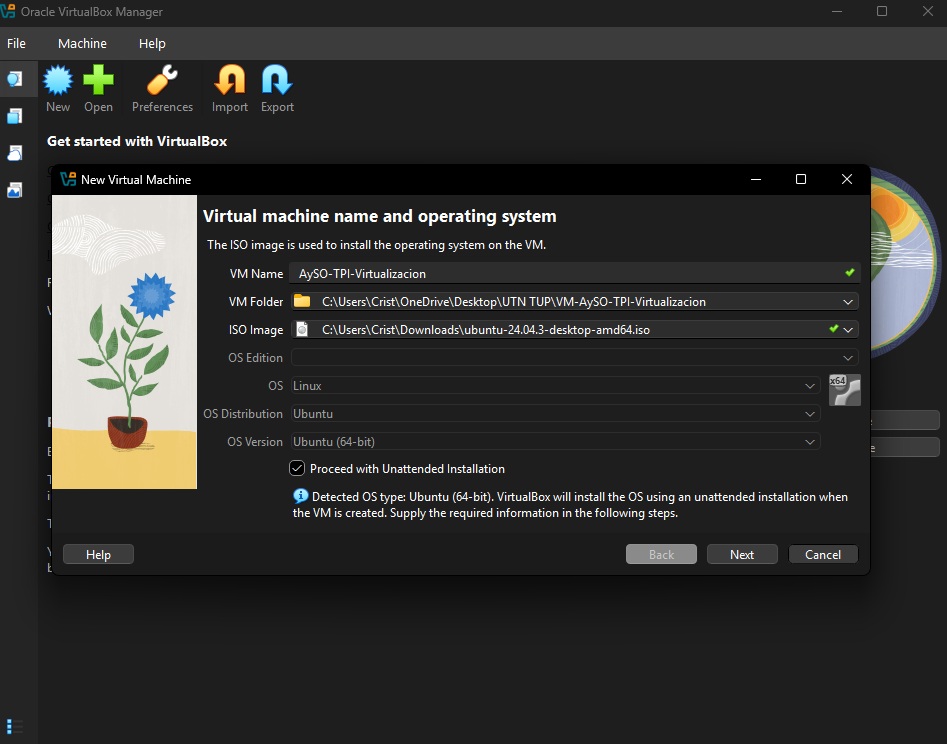 Oracle VirtualBox Manager
File Machine Help
New Open Preferences Import Export
Get started with VirtualBox
New Virtual Machine
Virtual machine name and operating system
The ISO image is used to install the operating system on the VM.
VM Name AySO-TPI-Virtualizacion
VM Folder C:\Users\Crist\OneDrive\Desktop\UTN TUP\VM-AySO-TPI-Virtualizacion
ISO Image C:\Users\Crist\Downloads\ubuntu-24.04.3-desktop-amd64.iso
OS Edition
OS Linux
x64
OS Distribution Ubuntu
OS Version Ubuntu (64-bit)
Proceed with Unattended Installation
Detected OS type: Ubuntu (64-bit). VirtualBox will install the OS using an unattended installation when
the VM is created. Supply the required information in the following steps.
Help Back Next Cancel